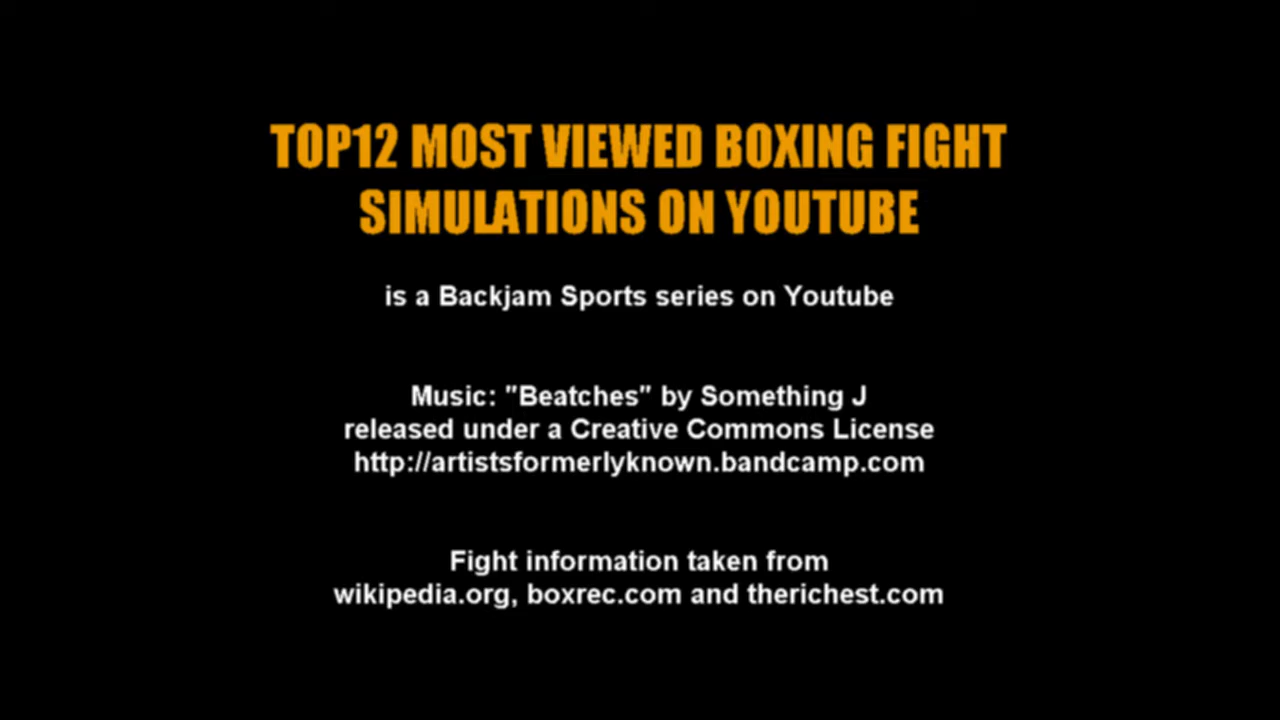 TOP12 MOST VIEWED BOXING FIGHT
SIMULATIONS ON YOUTUBE
is a Backjam Sports series on Youtube
Music: "Beatches" by Something J
released under a Creative Commons License
http://artistsformerlyknown.bandcamp.com
Fight information taken from
wikipedia.org, boxrec.com and therichest.com